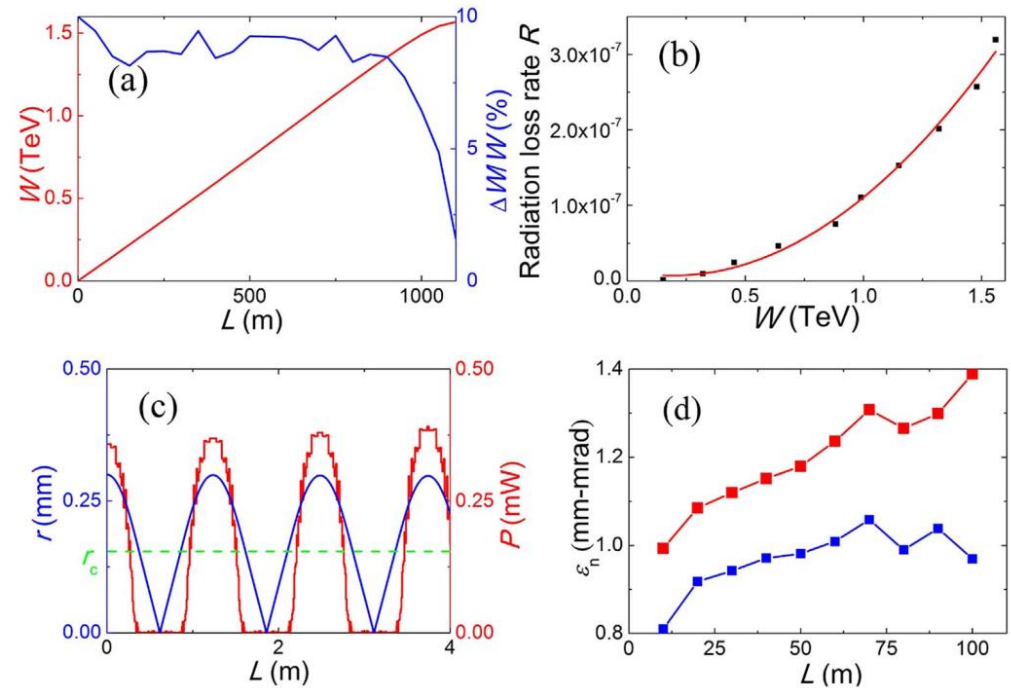 (a)
1.5
1.0
0.5
0.0
W (TeV)
10
5
0
ΔW/W (%)
0
500
1000
L (m)
(b)
3.0x10⁻⁷
2.0x10⁻⁷
1.0x10⁻⁷
0.0
Radiation loss rate R
0.0
0.5
1.0
1.5
W (TeV)
(c)
0.50
0.25
r_c
0.00
r (mm)
0.50
0.25
0.00
P (mW)
0
2
4
L (m)
(d)
1.4
1.2
1.0
0.8
εₙ (mm-mrad)
0
25
50
75
100
L (m)